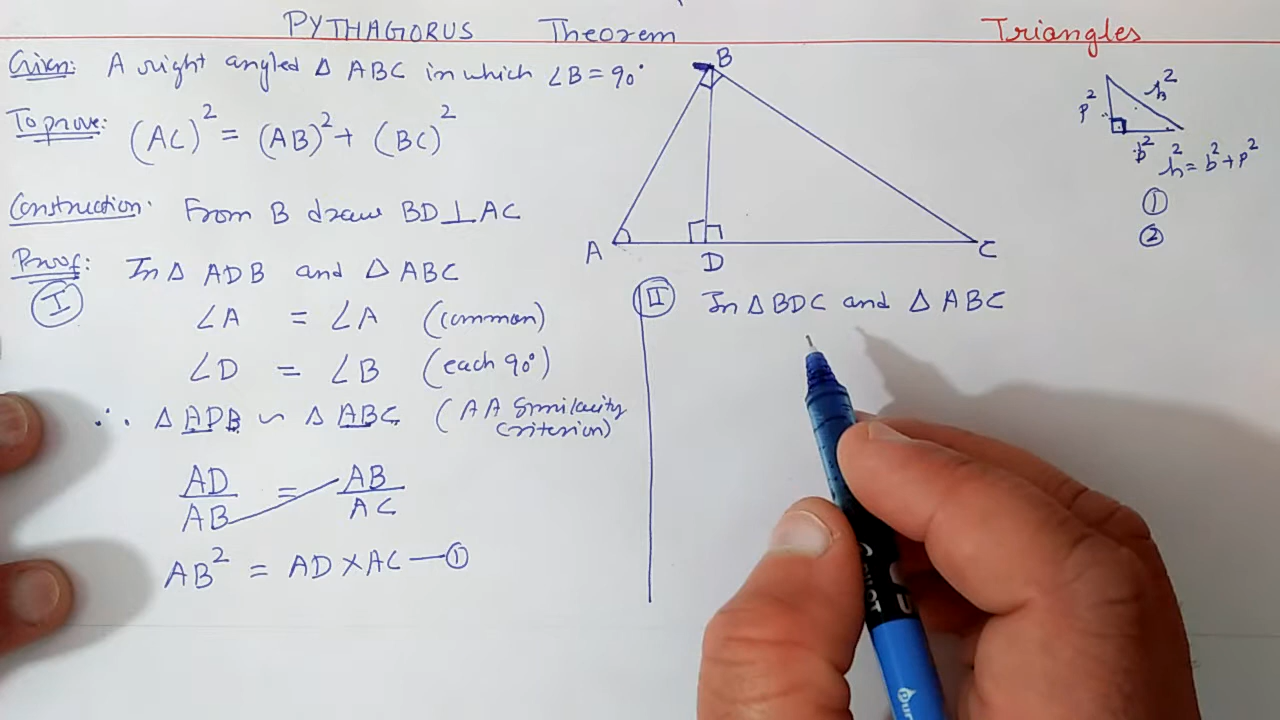 PYTHAGORUS Theorem
Triangles
Given: A right angled Δ ABC in which ∠B = 90°
To prove: (AC)² = (AB)² + (BC)²
Construction: From B draw BD⊥AC
Proof: In Δ ADB and Δ ABC
I
∠A = ∠A (common)
∠D = ∠B (each 90°)
∴ Δ ADB ~ Δ ABC (AA Similarity
criterion)
AD/AB = AB/AC
AB² = AD × AC — ①
B
A
D
C
p²
h²
b²
h² = b² + p²
①
②
II In Δ BDC and Δ ABC